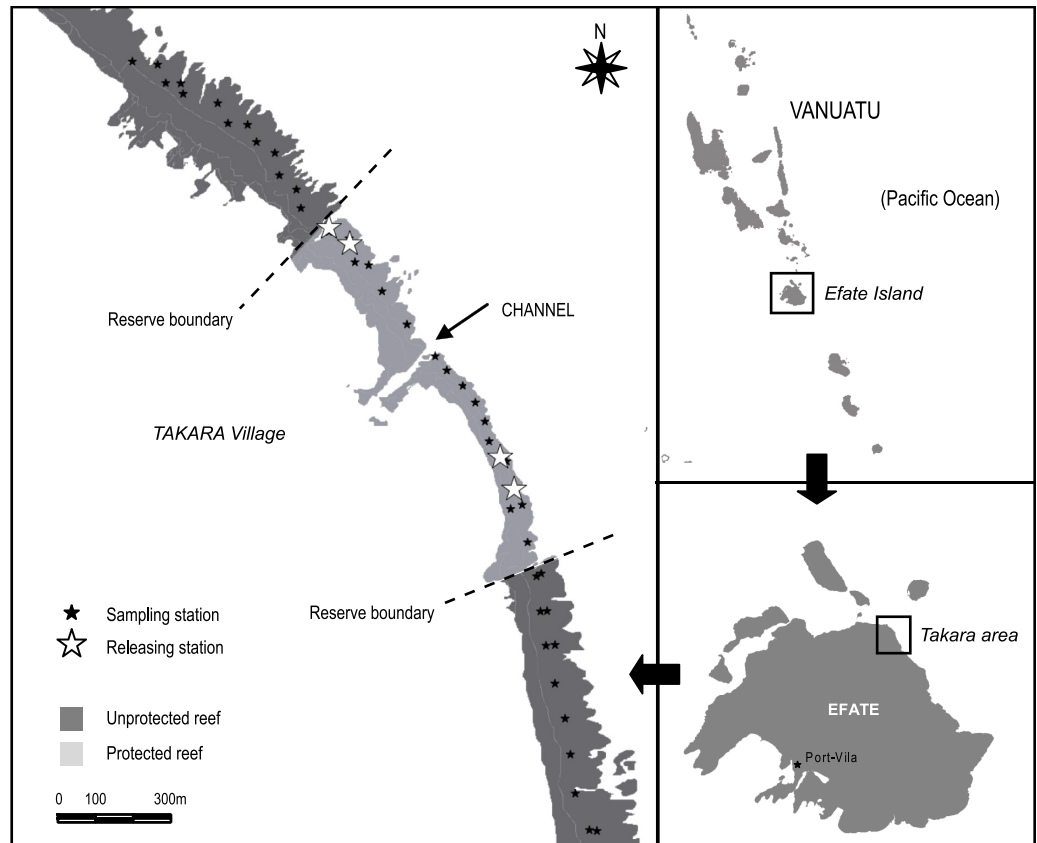 N
Reserve boundary
CHANNEL
TAKARA Village
Reserve boundary
Sampling station
Releasing station
Unprotected reef
Protected reef
0 100 300m
VANUATU
(Pacific Ocean)
Efate Island
Takara area
EFATE
Port-Vila